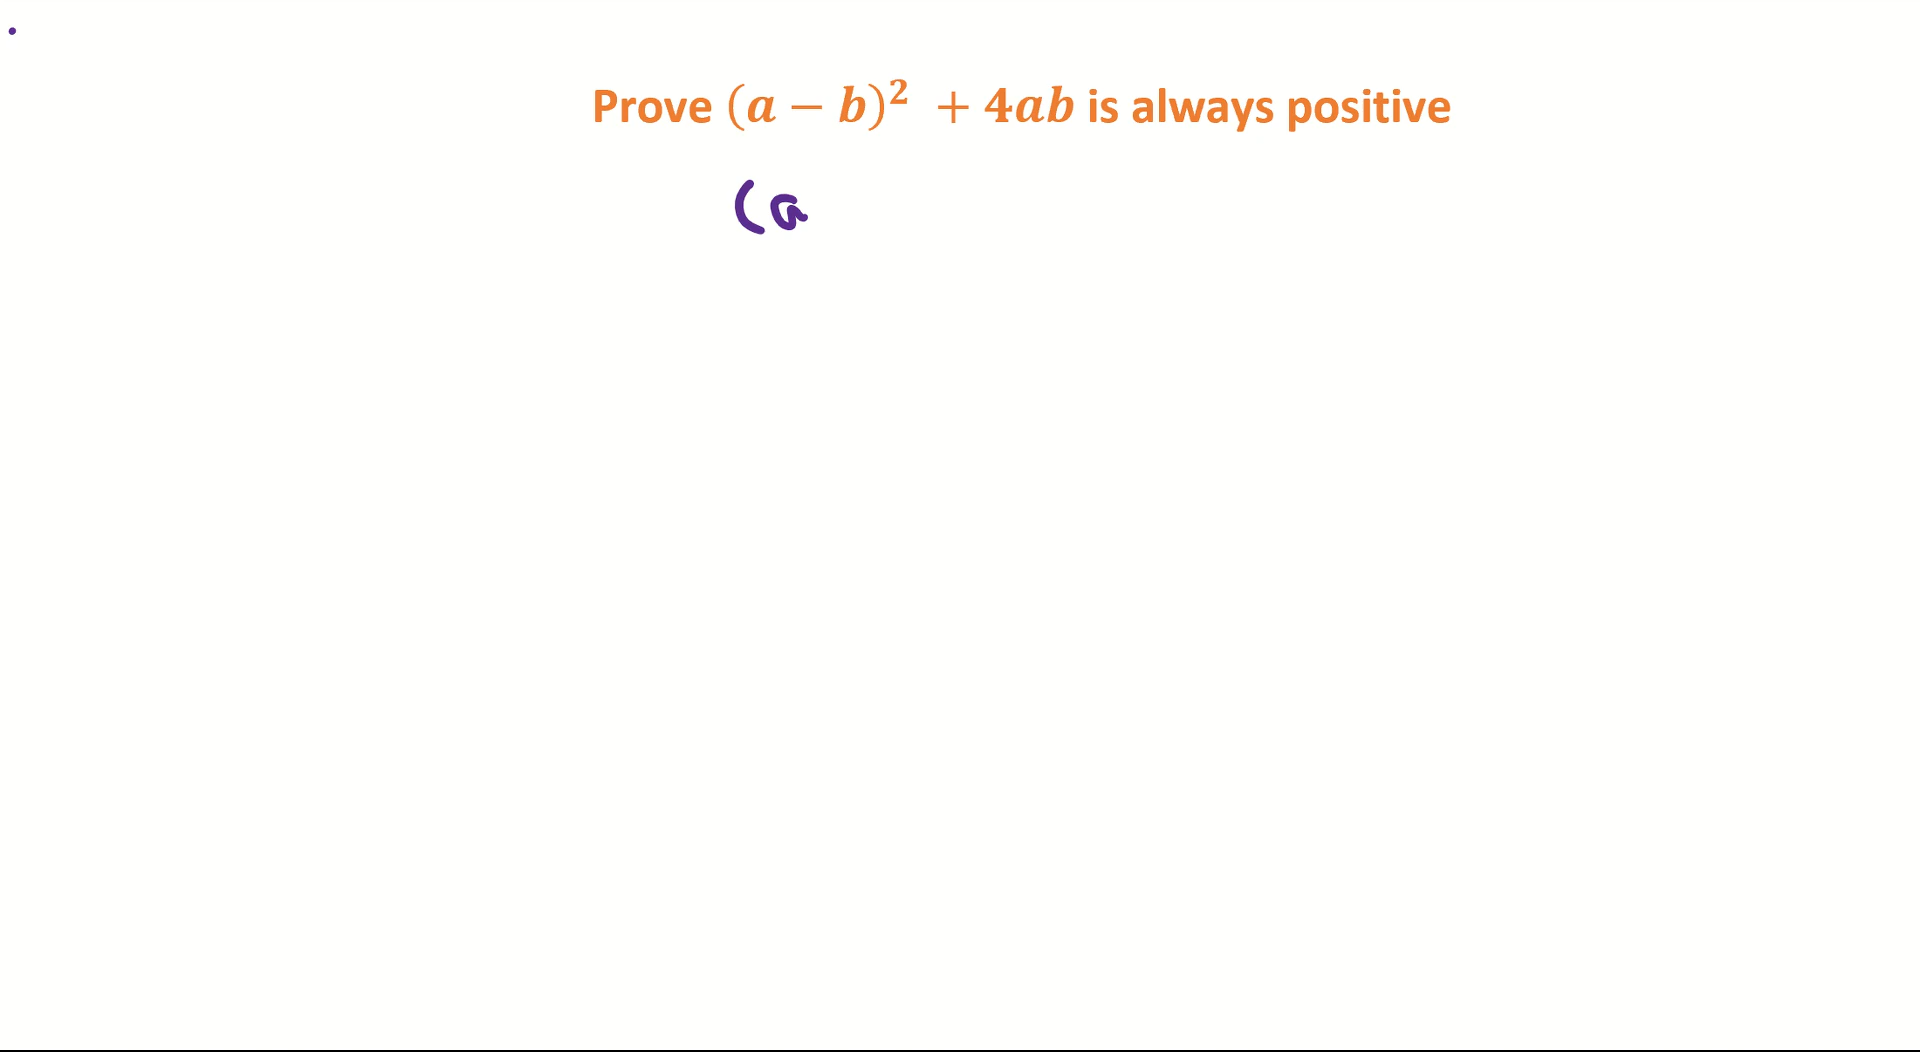 Prove (a − b)² + 4ab is always positive
(a